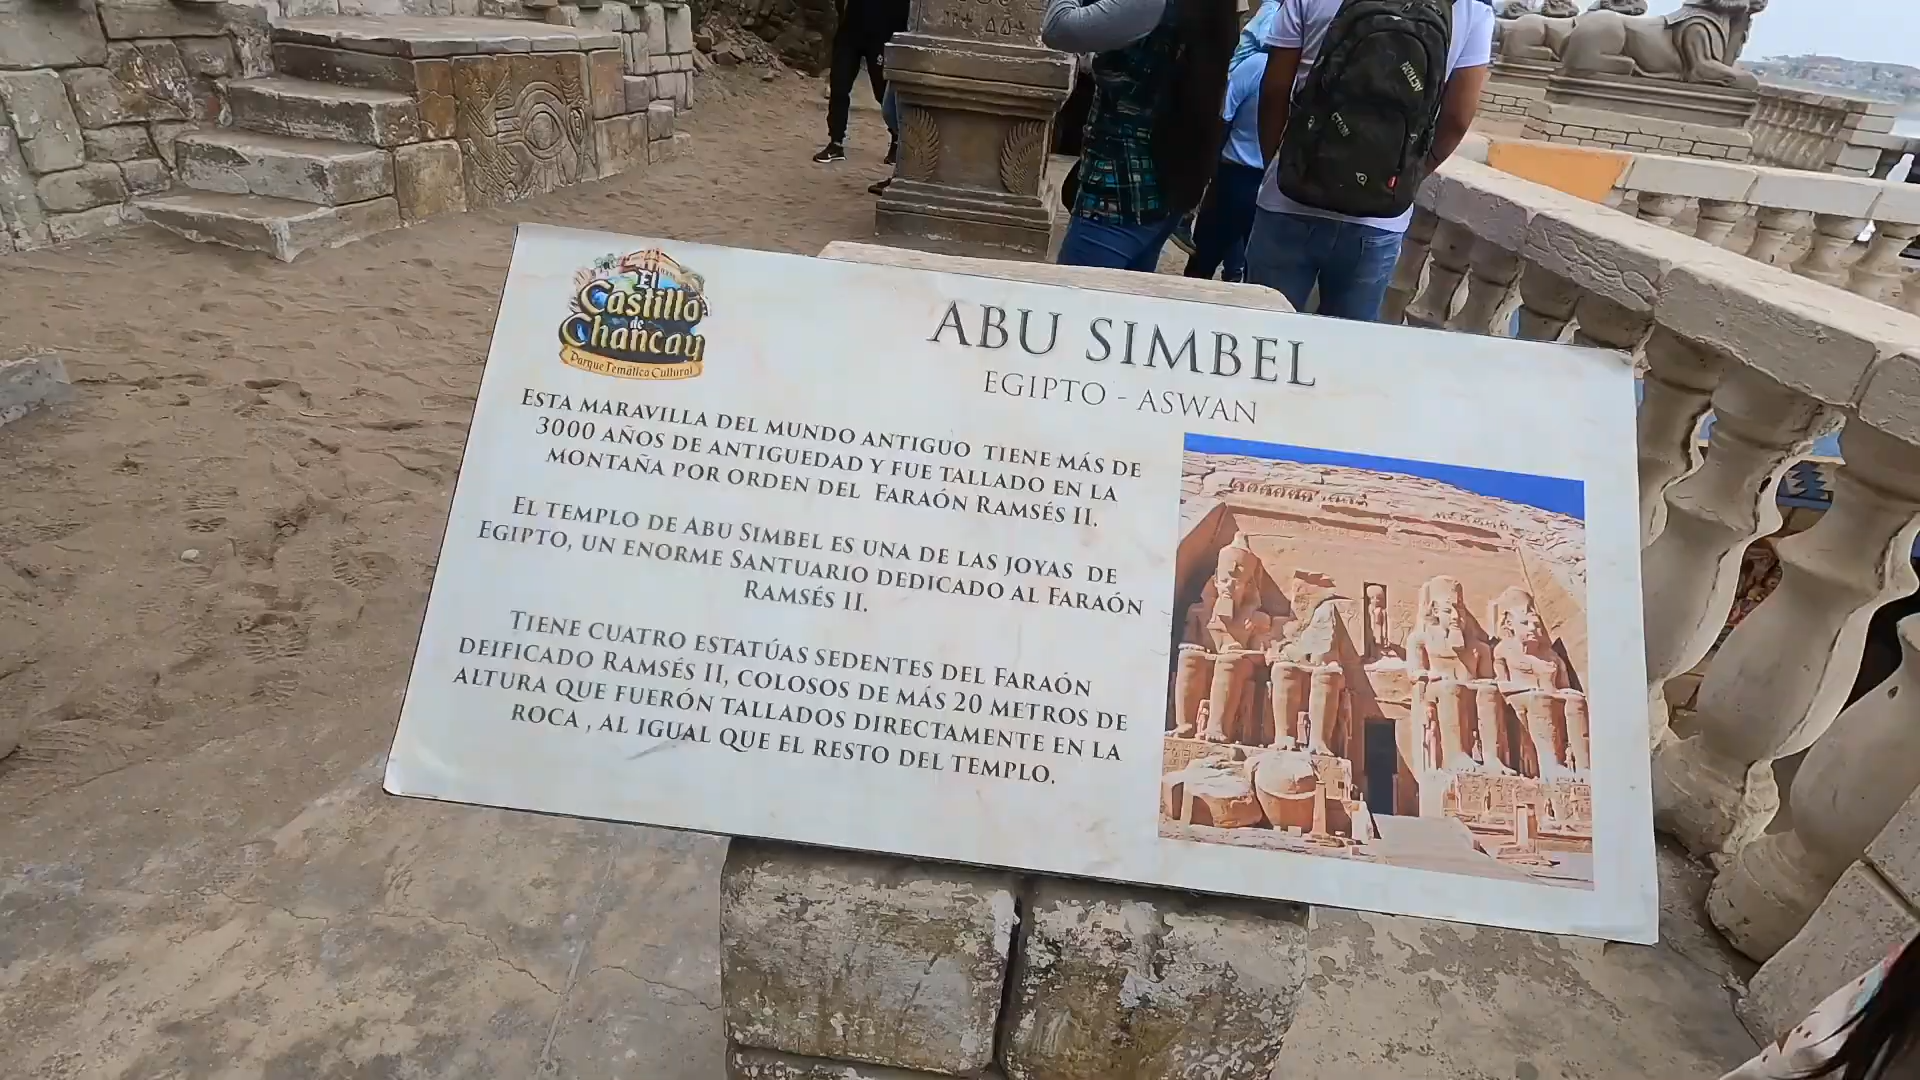 El
Castillo
de
Chancay
Parque Temático Cultural
ABU SIMBEL
EGIPTO - ASWAN
ESTA MARAVILLA DEL MUNDO ANTIGUO TIENE MÁS DE
3000 AÑOS DE ANTIGUEDAD Y FUE TALLADO EN LA
MONTAÑA POR ORDEN DEL FARAÓN RAMSÉS II.
EL TEMPLO DE ABU SIMBEL ES UNA DE LAS JOYAS DE
EGIPTO, UN ENORME SANTUARIO DEDICADO AL FARAÓN
RAMSÉS II.
TIENE CUATRO ESTATÚAS SEDENTES DEL FARAÓN
DEIFICADO RAMSÉS II, COLOSOS DE MÁS 20 METROS DE
ALTURA QUE FUERÓN TALLADOS DIRECTAMENTE EN LA
ROCA , AL IGUAL QUE EL RESTO DEL TEMPLO.
ACTION